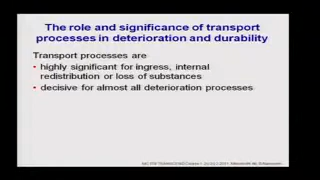 The role and significance of transport
processes in deterioration and durability
Transport processes are
• highly significant for ingress, internal
redistribution or loss of substances
• decisive for almost all deterioration processes